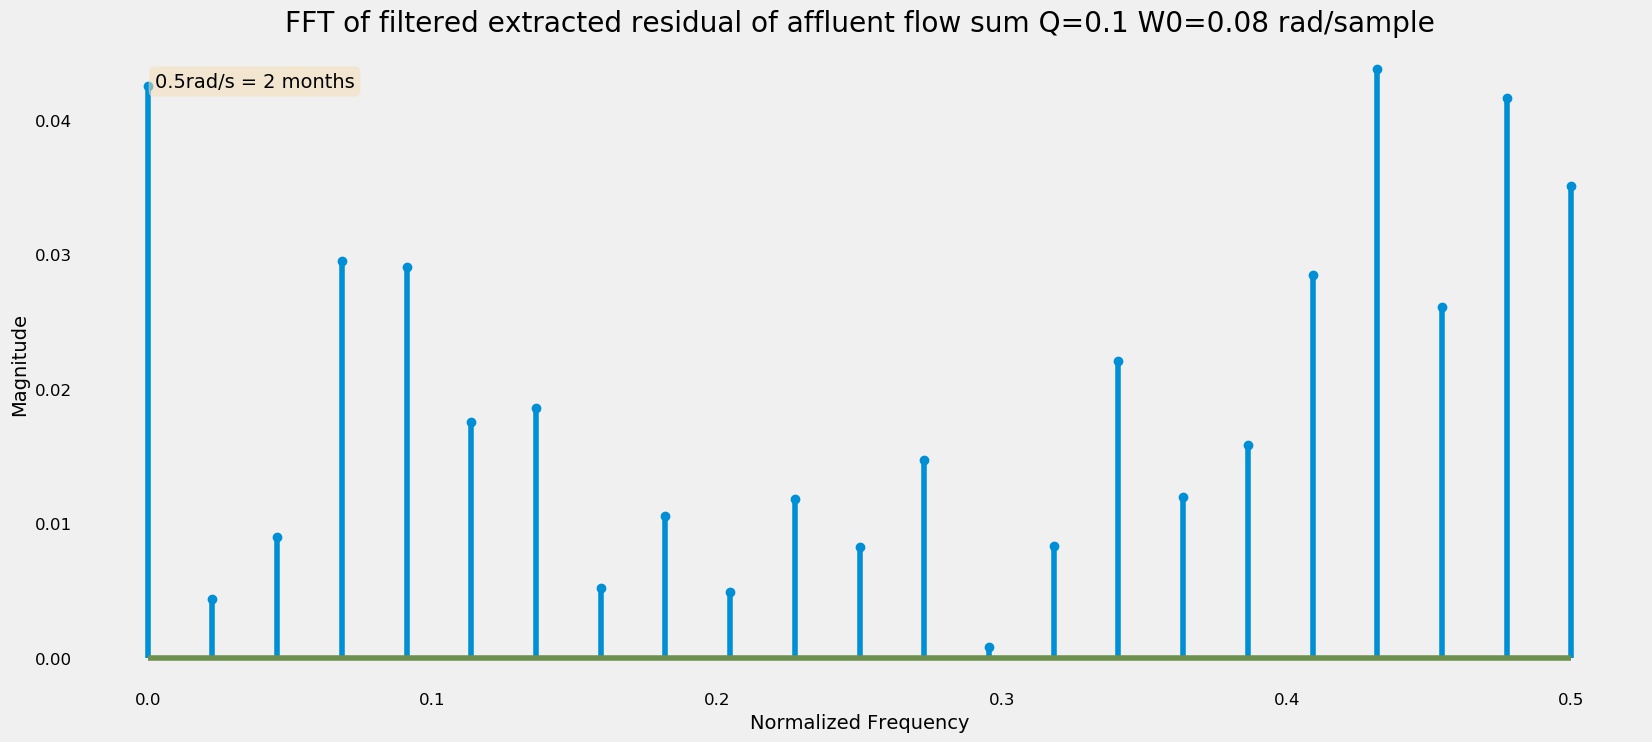 FFT of filtered extracted residual of affluent flow sum Q=0.1 W0=0.08 rad/sample
0.5rad/s = 2 months
0.04
0.03
0.02
0.01
0.00
Magnitude
0.0 0.1 0.2 0.3 0.4 0.5
Normalized Frequency